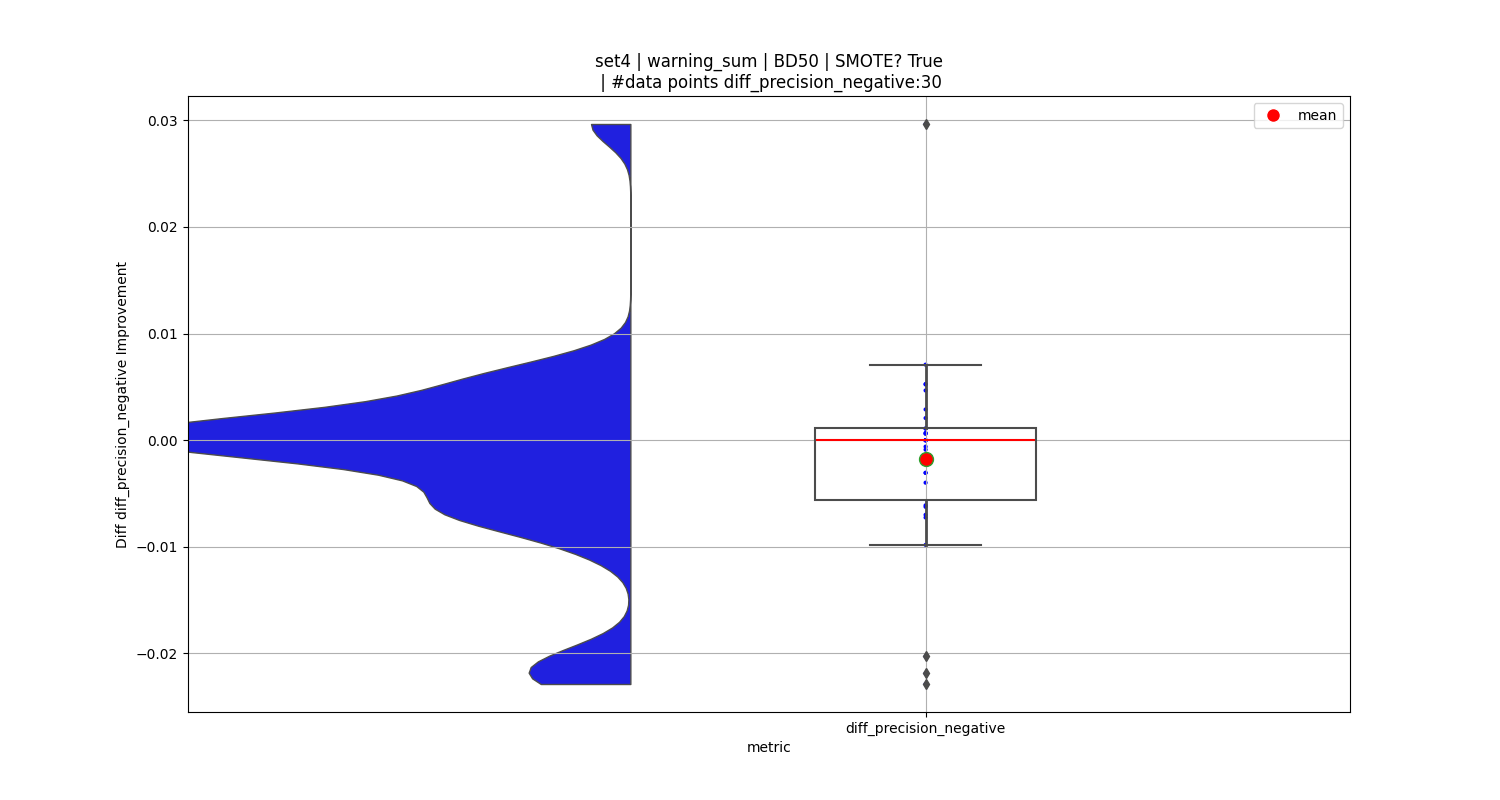 set4 | warning_sum | BD50 | SMOTE? True
| #data points diff_precision_negative:30
mean
0.03
0.02
0.01
0.00
−0.01
−0.02
Diff diff_precision_negative Improvement
diff_precision_negative
metric